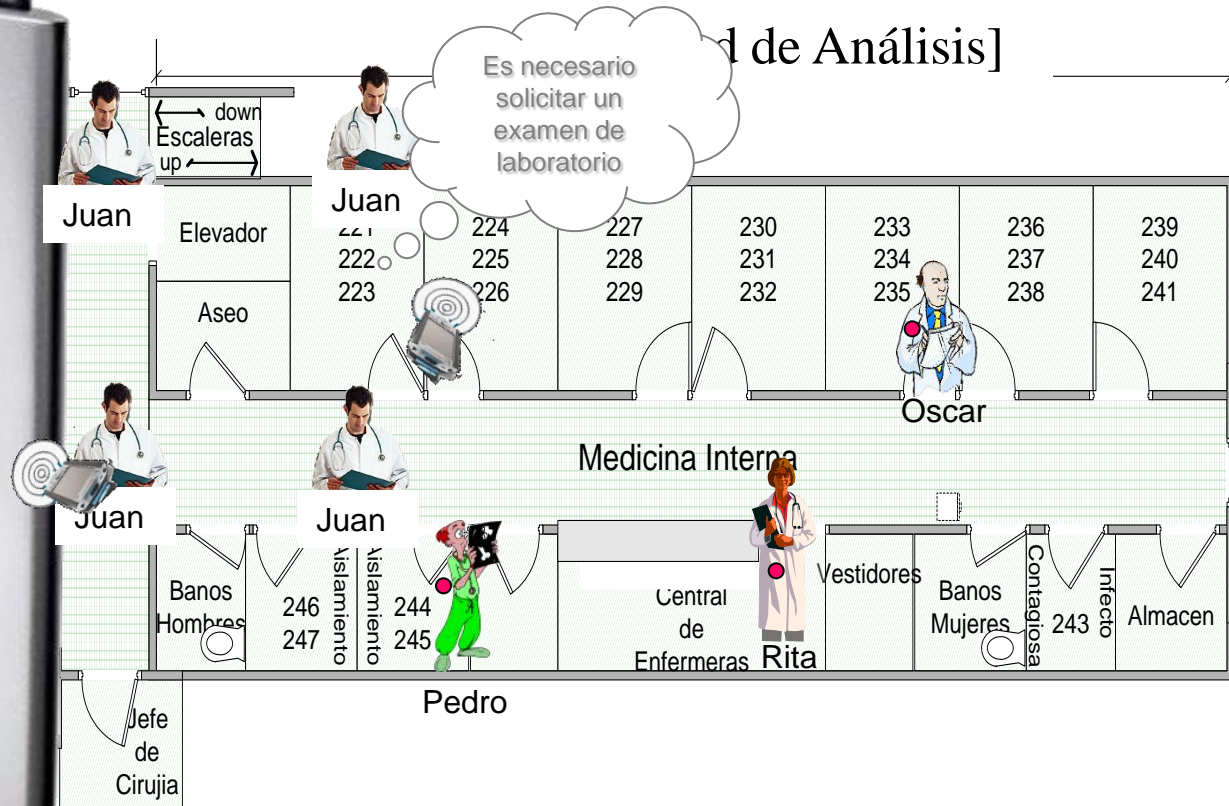 d de Análisis]
Es necesario
solicitar un
examen de
laboratorio
down
Escaleras
up
Juan
Juan
Elevador
Aseo
221
222
223
224
225
226
227
228
229
230
231
232
233
234
235
236
237
238
239
240
241
Oscar
Medicina Interna
Juan
Juan
Banos
Hombres
246
247
Aislamiento
Aislamiento
244
245
Pedro
Central
de
Enfermeras
Rita
Vestidores
Banos
Mujeres
Contagiosa
243
Infecto
Almacen
Jefe
de
Cirujia